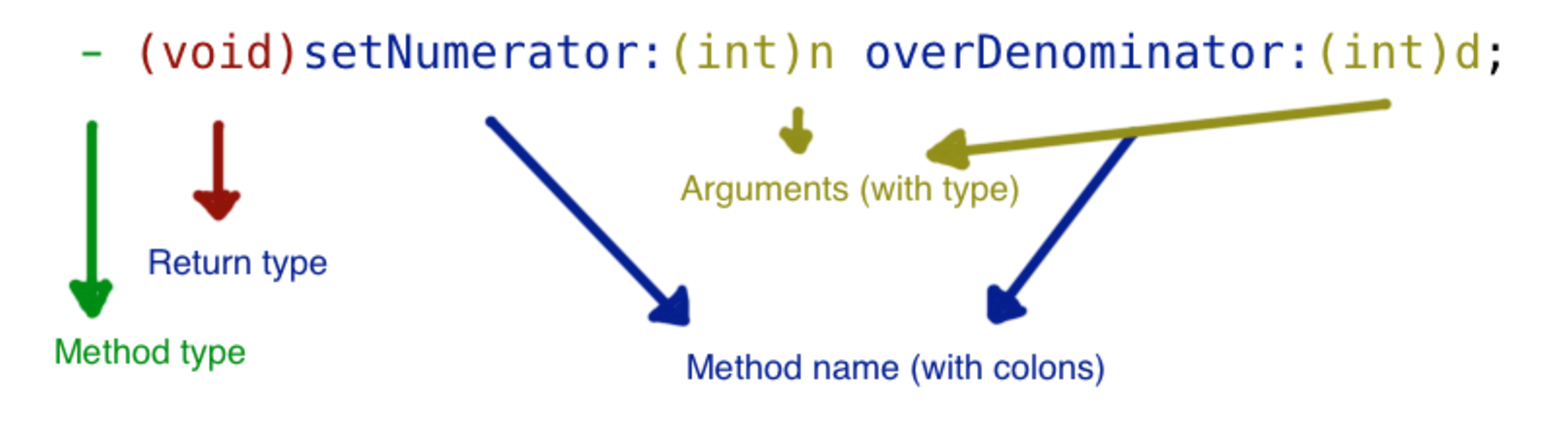 - (void)setNumerator:(int)n overDenominator:(int)d;
Arguments (with type)
Return type
Method type
Method name (with colons)